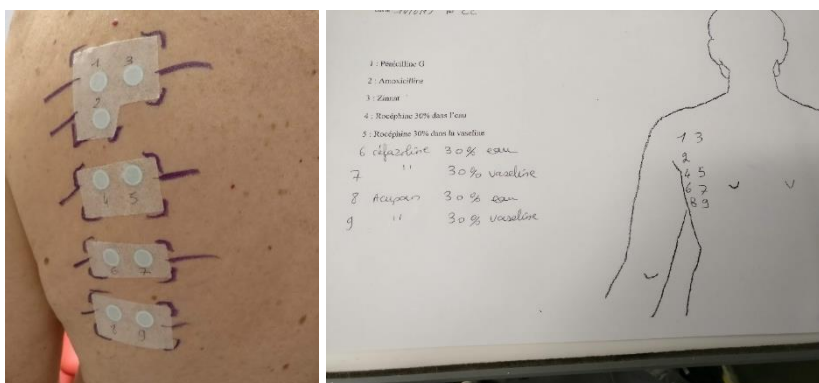 1 3
2
4 5
6 7
8 9
1 : Pénicilline G
2 : Amoxicilline
3 : Zinnat
4 : Rocéphine 30% dans l'eau
5 : Rocéphine 30% dans la vaseline
6 céfazoline 30% eau
7 " 30% vaseline
8 Acupan 30% eau
9 " 30% vaseline
1 3
2
4 5
6 7
8 9